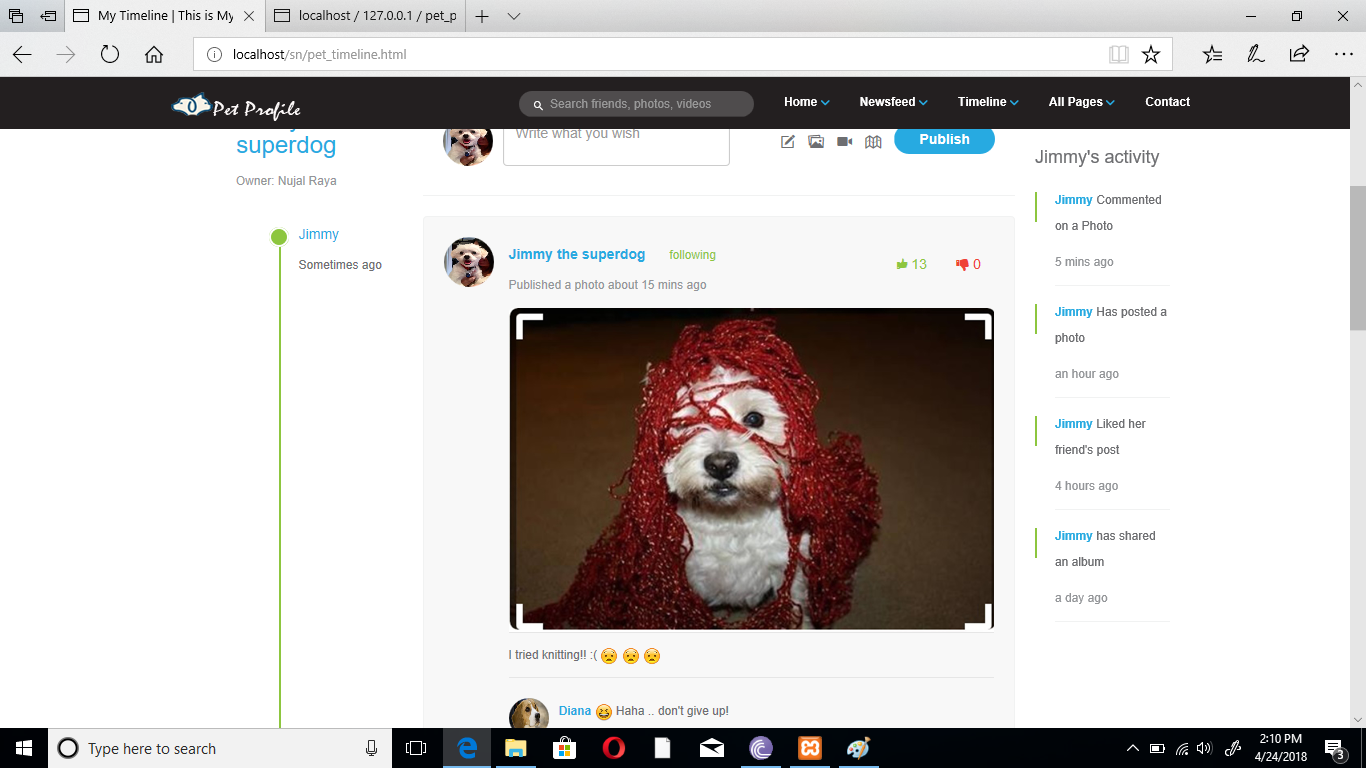 My Timeline | This is My
localhost / 127.0.0.1 / pet_p
localhost/sn/pet_timeline.html
Pet Profile
Search friends, photos, videos
Home
Newsfeed
Timeline
All Pages
Contact
superdog
Owner: Nujal Raya
Jimmy
Sometimes ago
Write what you wish
Publish
Jimmy the superdog following
13 0
Published a photo about 15 mins ago
I tried knitting!! :(
Diana Haha .. don't give up!
Jimmy's activity
Jimmy Commented
on a Photo
5 mins ago
Jimmy Has posted a
photo
an hour ago
Jimmy Liked her
friend's post
4 hours ago
Jimmy has shared
an album
a day ago
Type here to search
2:10 PM
4/24/2018
3